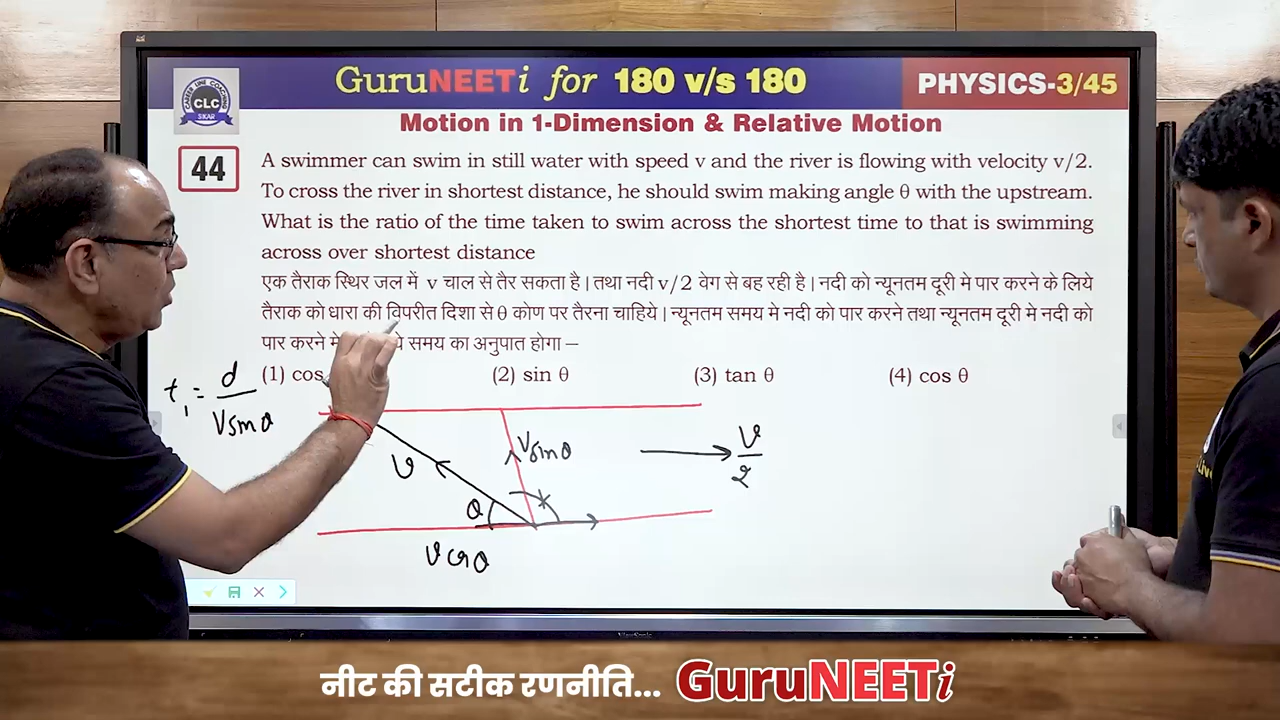 GuruNEETi for 180 v/s 180
PHYSICS-3/45
CLC
SIKAR
Motion in 1-Dimension & Relative Motion
44
A swimmer can swim in still water with speed v and the river is flowing with velocity v/2.
To cross the river in shortest distance, he should swim making angle θ with the upstream.
What is the ratio of the time taken to swim across the shortest time to that is swimming
across over shortest distance
एक तैराक स्थिर जल में v चाल से तैर सकता है। तथा नदी v/2 वेग से बह रही है। नदी को न्यूनतम दूरी मे पार करने के लिये
तैराक को धारा की विपरीत दिशा से θ कोण पर तैरना चाहिये। न्यूनतम समय मे नदी को पार करने तथा न्यूनतम दूरी मे नदी को
पार करने में समय का अनुपात होगा –
(1) cos (2) sin θ (3) tan θ (4) cos θ
t₁ = d / V sin θ
V
V sin θ
V/2
θ
V cos θ
ViewSonic
नीट की सटीक रणनीति... GuruNEETi